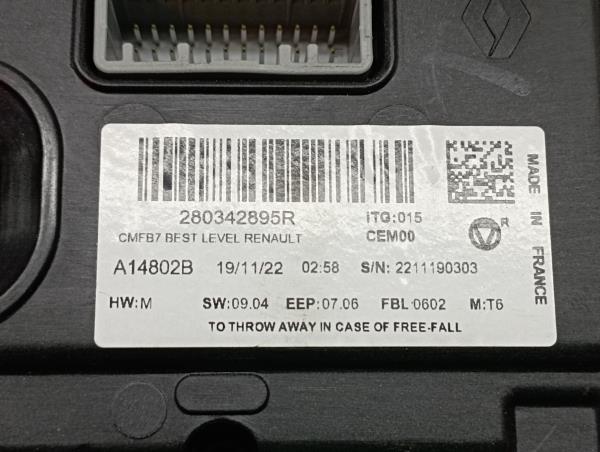 280342895R
iTG:015
CMFB7 BEST LEVEL RENAULT
CEM00
A14802B 19/11/22 02:58 S/N: 2211190303
HW:M SW:09.04 EEP:07.06 FBL:0602 M:T6
TO THROW AWAY IN CASE OF FREE-FALL
R
MADE IN FRANCE